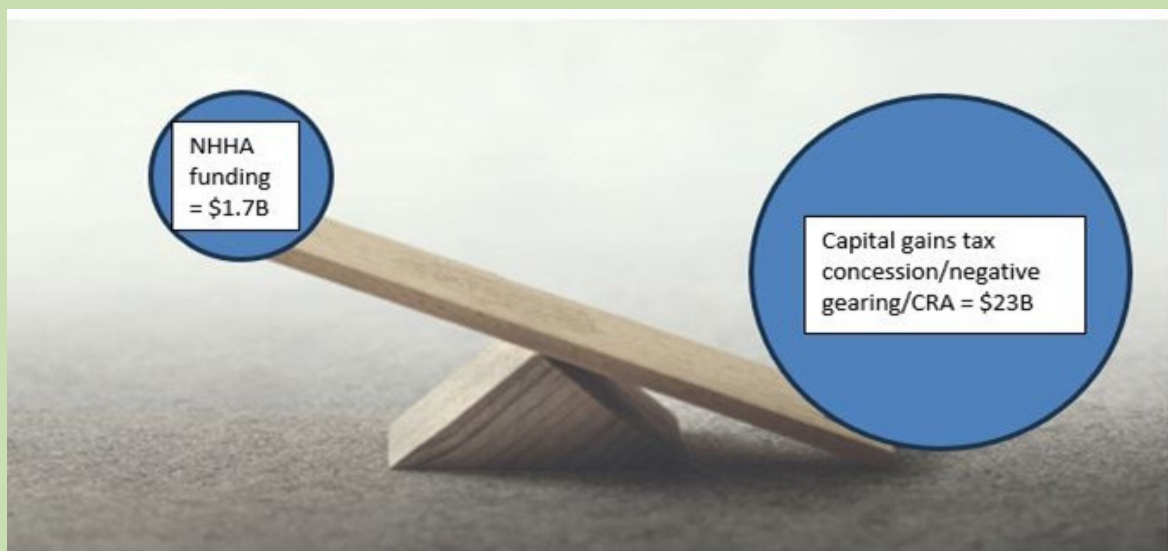 NHHA
funding
= $1.7B
Capital gains tax
concession/negative
gearing/CRA = $23B